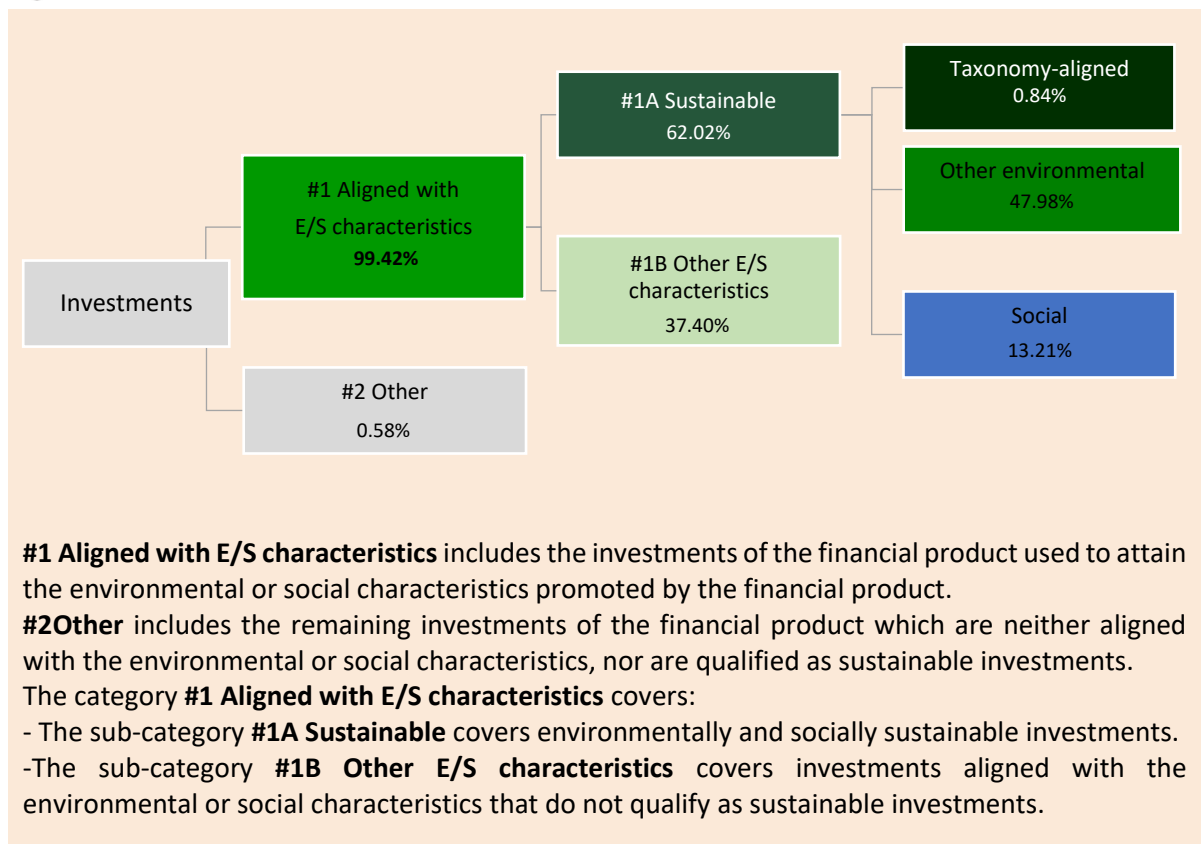 Taxonomy-aligned
0.84%
#1A Sustainable
62.02%
Other environmental
47.98%
#1 Aligned with
E/S characteristics
99.42%
#1B Other E/S
characteristics
37.40%
Investments
Social
13.21%
#2 Other
0.58%
#1 Aligned with E/S characteristics includes the investments of the financial product used to attain
the environmental or social characteristics promoted by the financial product.
#2Other includes the remaining investments of the financial product which are neither aligned
with the environmental or social characteristics, nor are qualified as sustainable investments.
The category #1 Aligned with E/S characteristics covers:
- The sub-category #1A Sustainable covers environmentally and socially sustainable investments.
-The sub-category #1B Other E/S characteristics covers investments aligned with the
environmental or social characteristics that do not qualify as sustainable investments.